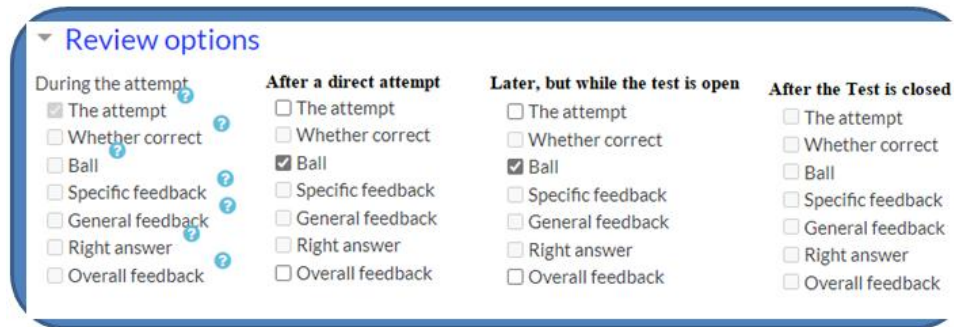 Review options
During the attempt
The attempt
Whether correct
Ball
Specific feedback
General feedback
Right answer
Overall feedback
After a direct attempt
The attempt
Whether correct
Ball
Specific feedback
General feedback
Right answer
Overall feedback
Later, but while the test is open
The attempt
Whether correct
Ball
Specific feedback
General feedback
Right answer
Overall feedback
After the Test is closed
The attempt
Whether correct
Ball
Specific feedback
General feedback
Right answer
Overall feedback